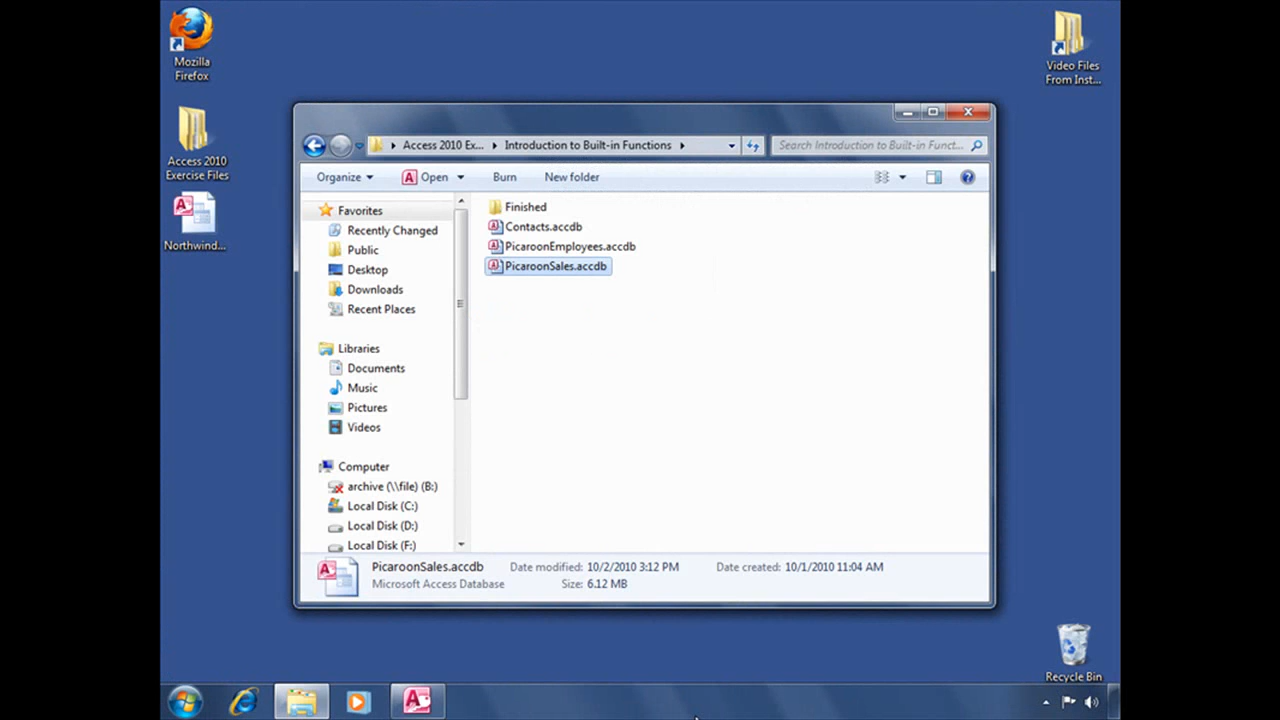 Mozilla
Firefox
Access 2010
Exercise Files
Northwind...
Video Files
From Inst...
Recycle Bin
Access 2010 Ex...
Introduction to Built-in Functions
Search Introduction to Built-in Funct...
Organize
Open
Burn
New folder
Favorites
Recently Changed
Public
Desktop
Downloads
Recent Places
Libraries
Documents
Music
Pictures
Videos
Computer
archive (\\file) (B:)
Local Disk (C:)
Local Disk (D:)
Local Disk (F:)
Finished
Contacts.accdb
PicaroonEmployees.accdb
PicaroonSales.accdb
PicaroonSales.accdb Date modified: 10/2/2010 3:12 PM Date created: 10/1/2010 11:04 AM
Microsoft Access Database Size: 6.12 MB